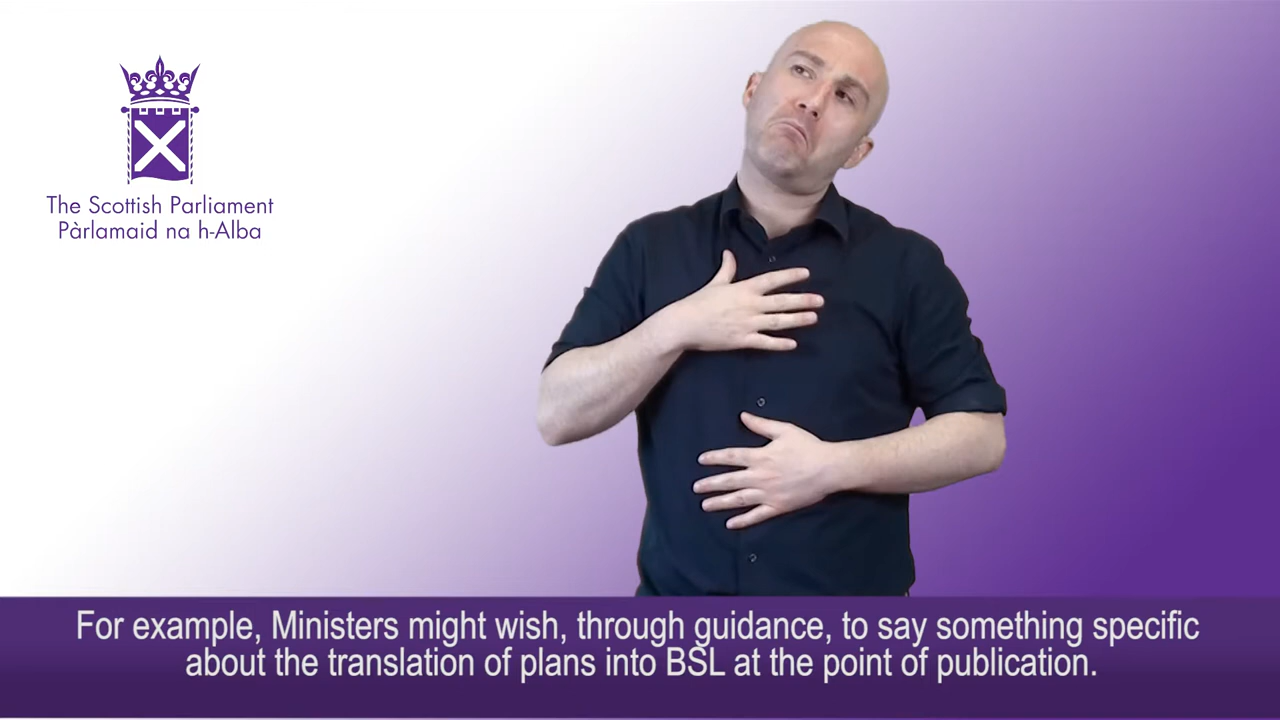 The Scottish Parliament
Pàrlamaid na h-Alba
For example, Ministers might wish, through guidance, to say something specific
about the translation of plans into BSL at the point of publication.